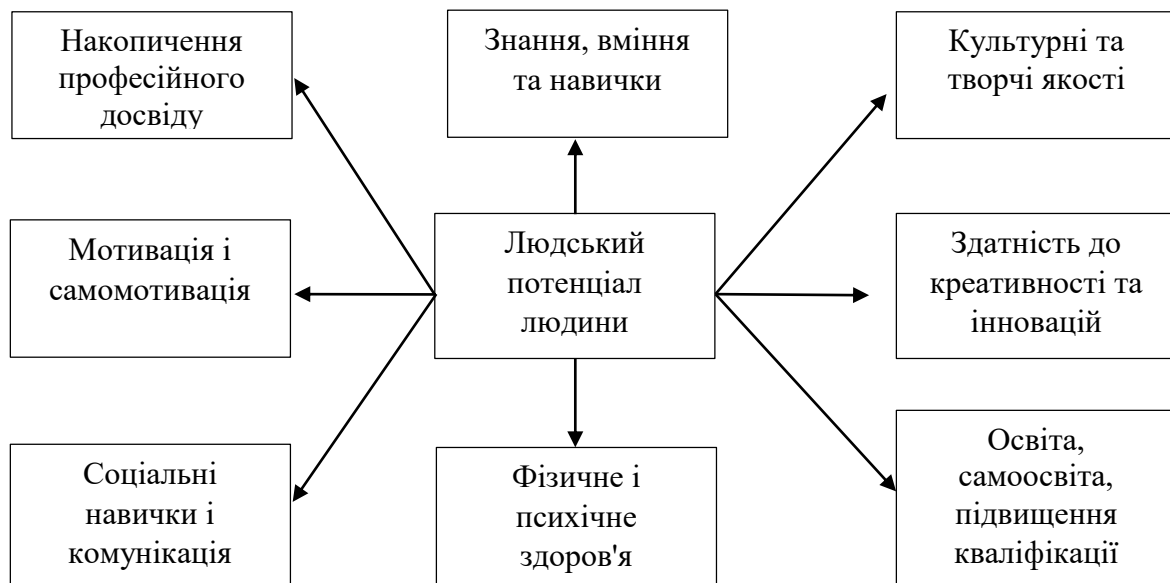 Накопичення
професійного
досвіду
Знання, вміння
та навички
Культурні та
творчі якості
Мотивація і
самомотивація
Людський
потенціал
людини
Здатність до
креативності та
інновацій
Соціальні
навички і
комунікація
Фізичне і
психічне
здоров'я
Освіта,
самоосвіта,
підвищення
кваліфікації